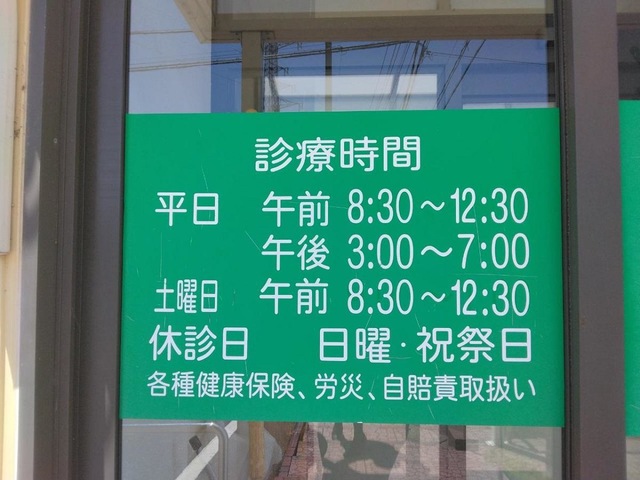 診療時間
平日 午前 8:30～12:30
午後 3:00～7:00
土曜日 午前 8:30～12:30
休診日 日曜・祝祭日
各種健康保険、労災、自賠責取扱い